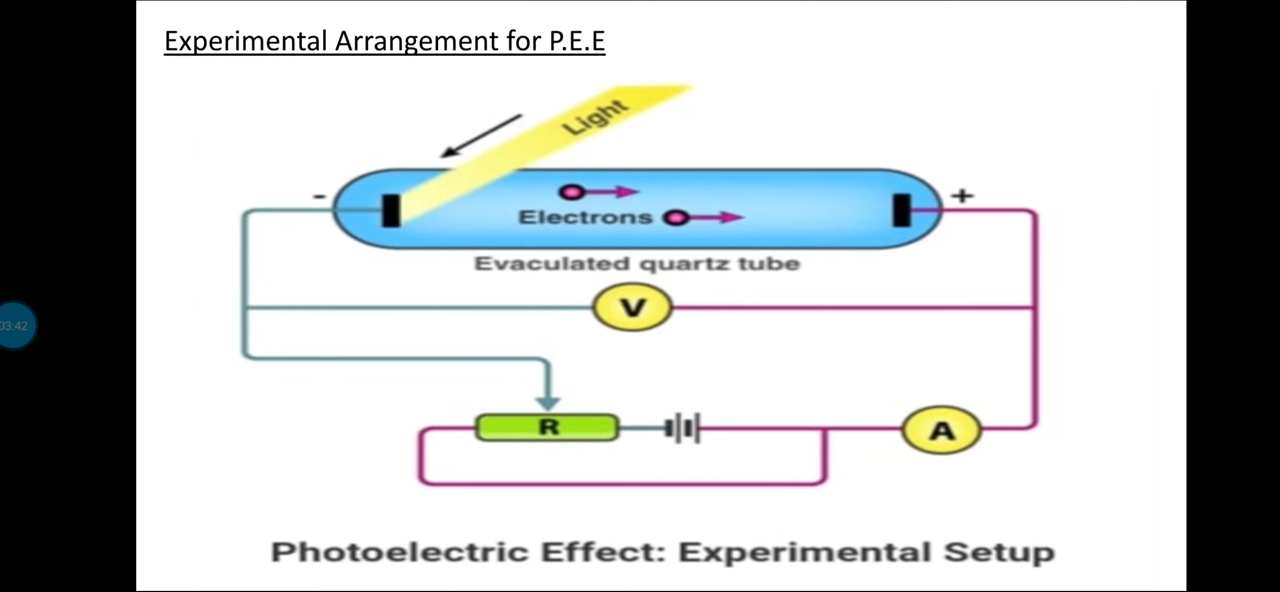 Experimental Arrangement for P.E.E
Light
- +
Electrons
Evaculated quartz tube
V
03:42
R
A
Photoelectric Effect: Experimental Setup